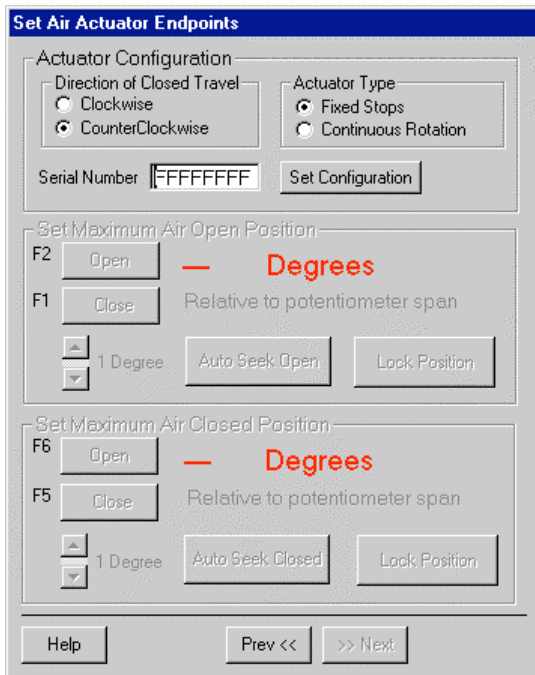 Set Air Actuator Endpoints
Actuator Configuration
Direction of Closed Travel
Clockwise
CounterClockwise
Actuator Type
Fixed Stops
Continuous Rotation
Serial Number FFFFFFFF Set Configuration
Set Maximum Air Open Position
F2 Open — Degrees
F1 Close Relative to potentiometer span
1 Degree Auto Seek Open Lock Position
Set Maximum Air Closed Position
F6 Open — Degrees
F5 Close Relative to potentiometer span
1 Degree Auto Seek Closed Lock Position
Help Prev << >> Next